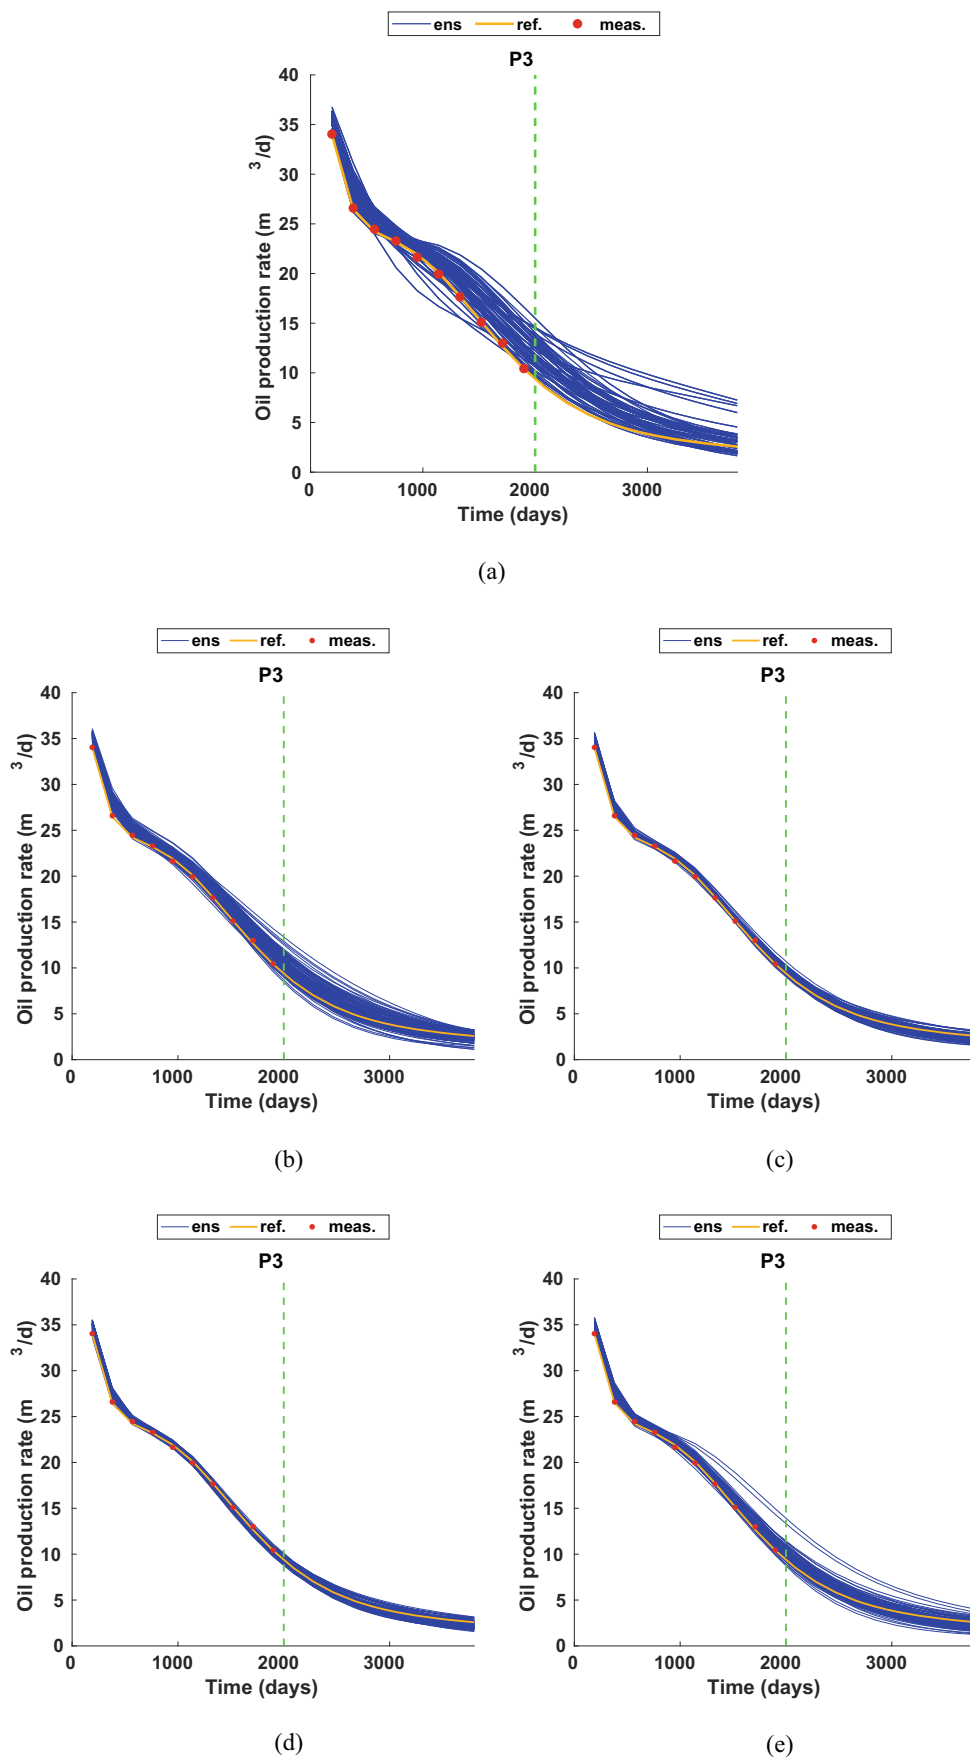 ens ref. meas.
P3
Oil production rate (m3/d)
40
35
30
25
20
15
10
5
0
0 1000 2000 3000
Time (days)
(a)
ens ref. meas.
P3
Oil production rate (m3/d)
40
35
30
25
20
15
10
5
0
0 1000 2000 3000
Time (days)
(b)
ens ref. meas.
P3
Oil production rate (m3/d)
40
35
30
25
20
15
10
5
0
0 1000 2000 3000
Time (days)
(c)
ens ref. meas.
P3
Oil production rate (m3/d)
40
35
30
25
20
15
10
5
0
0 1000 2000 3000
Time (days)
(d)
ens ref. meas.
P3
Oil production rate (m3/d)
40
35
30
25
20
15
10
5
0
0 1000 2000 3000
Time (days)
(e)